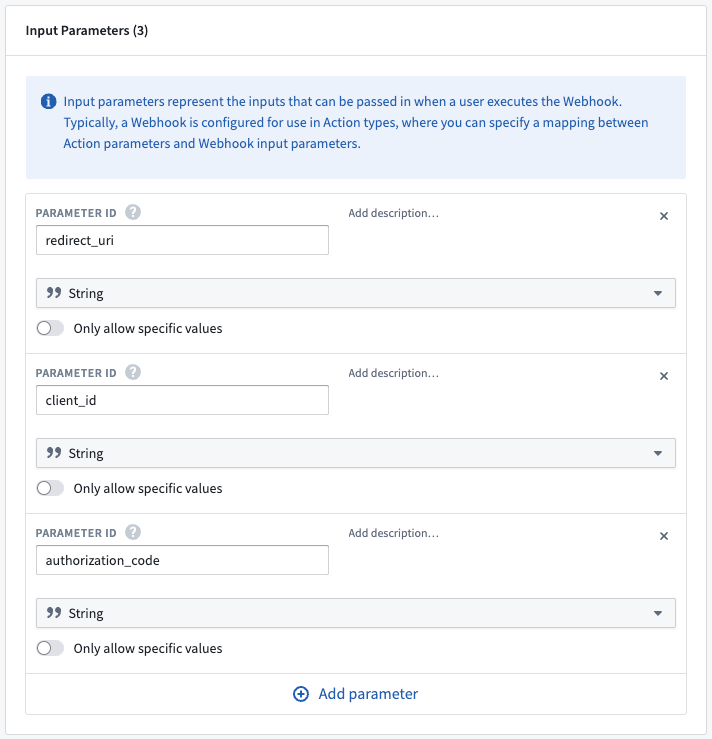 Input Parameters (3)
Input parameters represent the inputs that can be passed in when a user executes the Webhook.
Typically, a Webhook is configured for use in Action types, where you can specify a mapping between
Action parameters and Webhook input parameters.
PARAMETER ID ? Add description...
redirect_uri
String
Only allow specific values
PARAMETER ID ? Add description...
client_id
String
Only allow specific values
PARAMETER ID ? Add description...
authorization_code
String
Only allow specific values
Add parameter